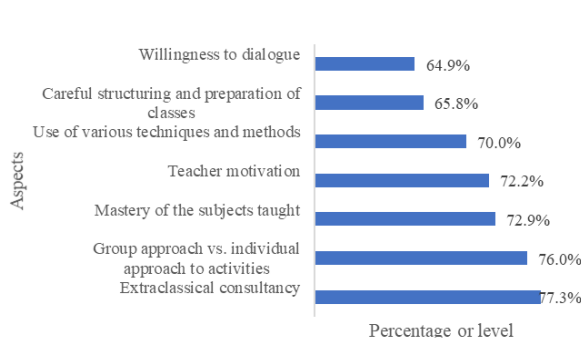 Willingness to dialogue
64.9%
Careful structuring and preparation of
classes
65.8%
Use of various techniques and methods
70.0%
Teacher motivation
72.2%
Mastery of the subjects taught
72.9%
Group approach vs. individual
approach to activities
76.0%
Extraclassical consultancy
77.3%
Aspects
Percentage or level